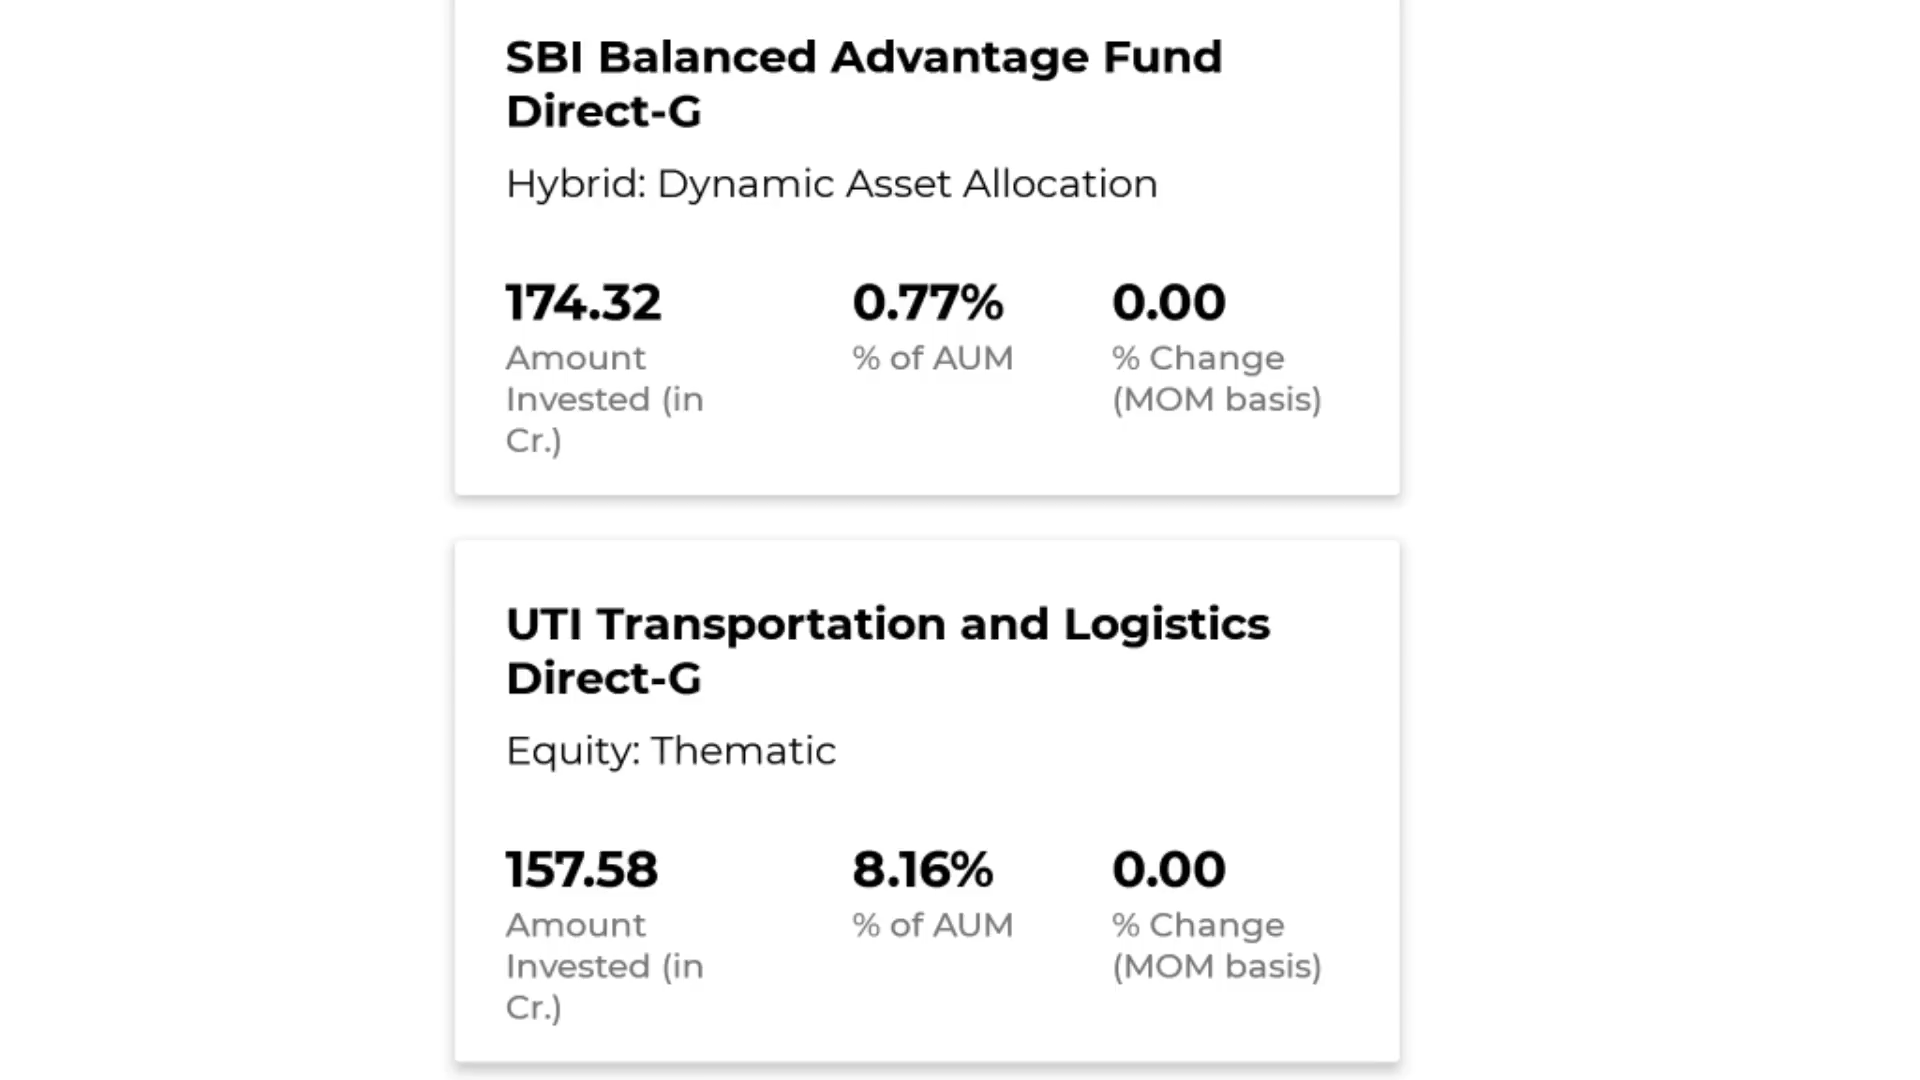 SBI Balanced Advantage Fund
Direct-G
Hybrid: Dynamic Asset Allocation
174.32 0.77% 0.00
Amount % of AUM % Change
Invested (in (MOM basis)
Cr.)
UTI Transportation and Logistics
Direct-G
Equity: Thematic
157.58 8.16% 0.00
Amount % of AUM % Change
Invested (in (MOM basis)
Cr.)